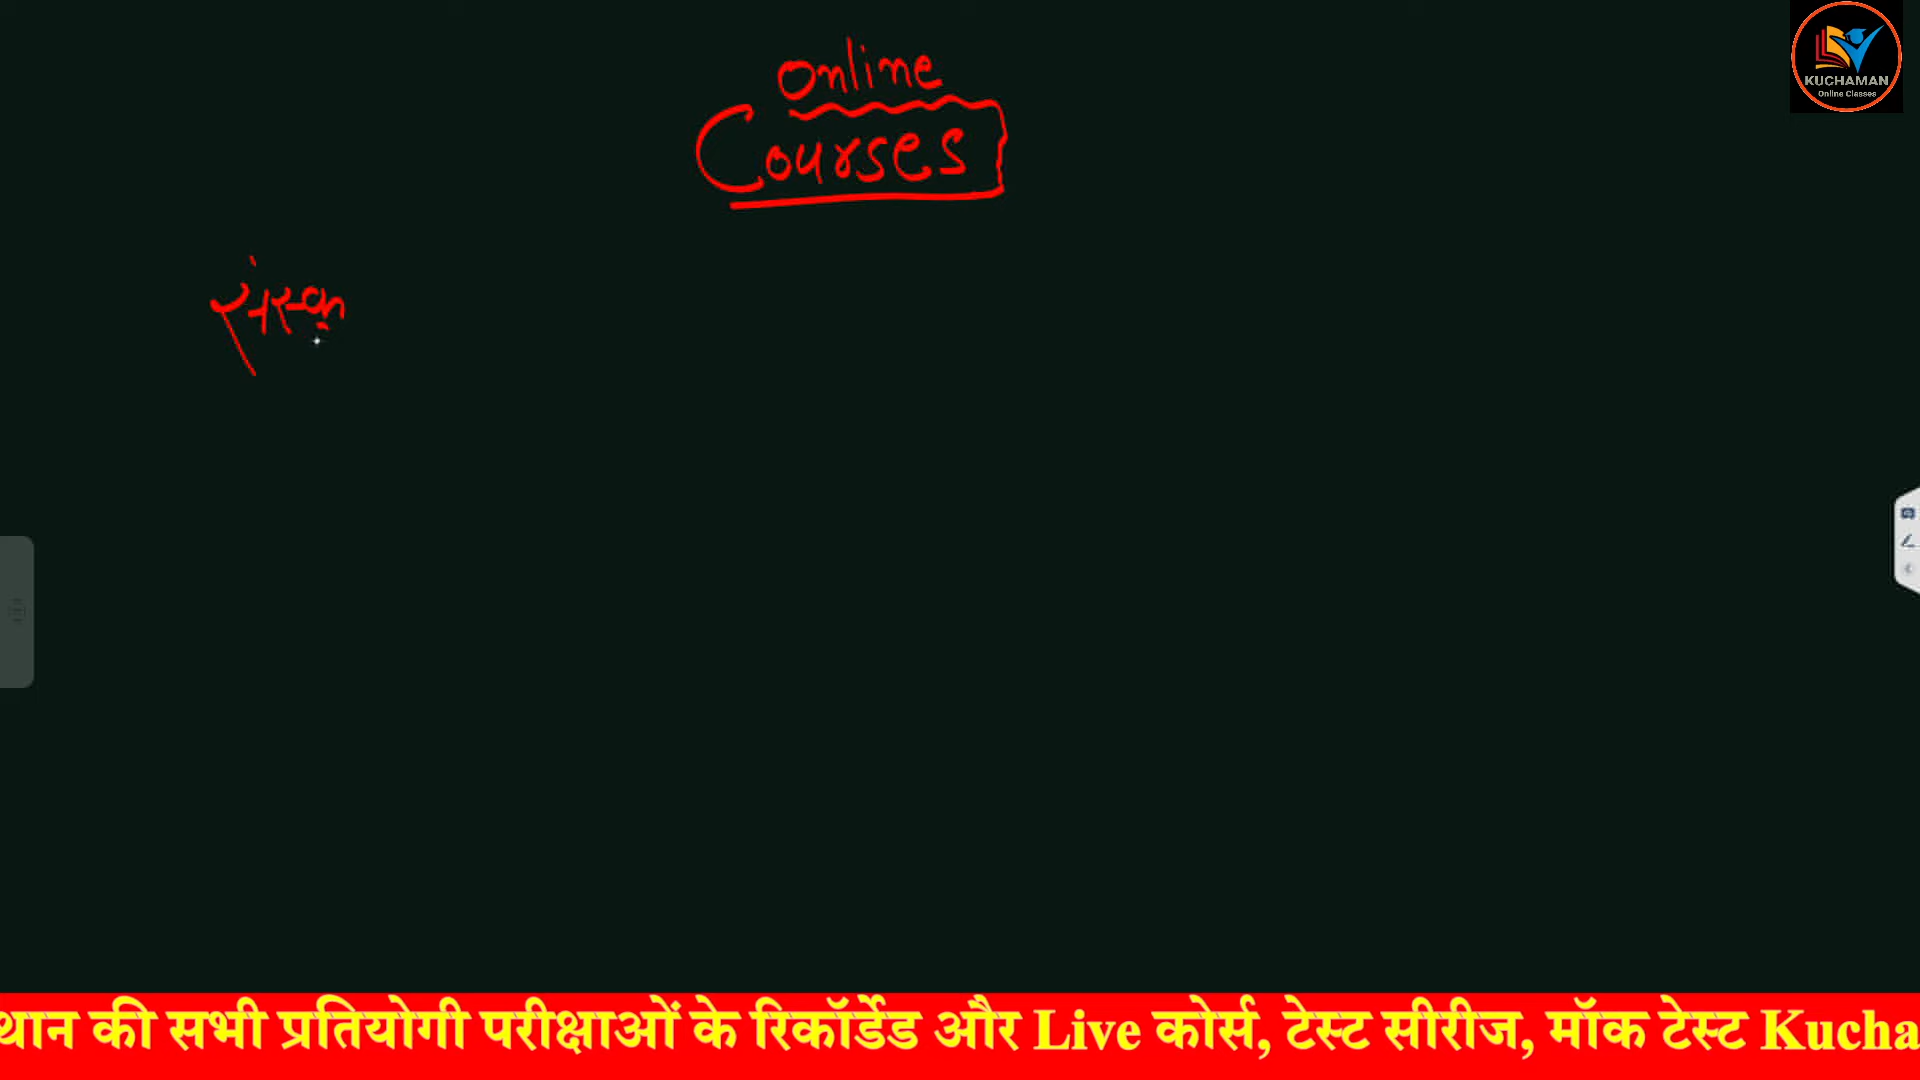 Online
Courses
KUCHAMAN
Online Classes
संस्कृ
थान की सभी प्रतियोगी परीक्षाओं के रिकॉर्डेड और Live कोर्स, टेस्ट सीरीज, मॉक टेस्ट Kucha